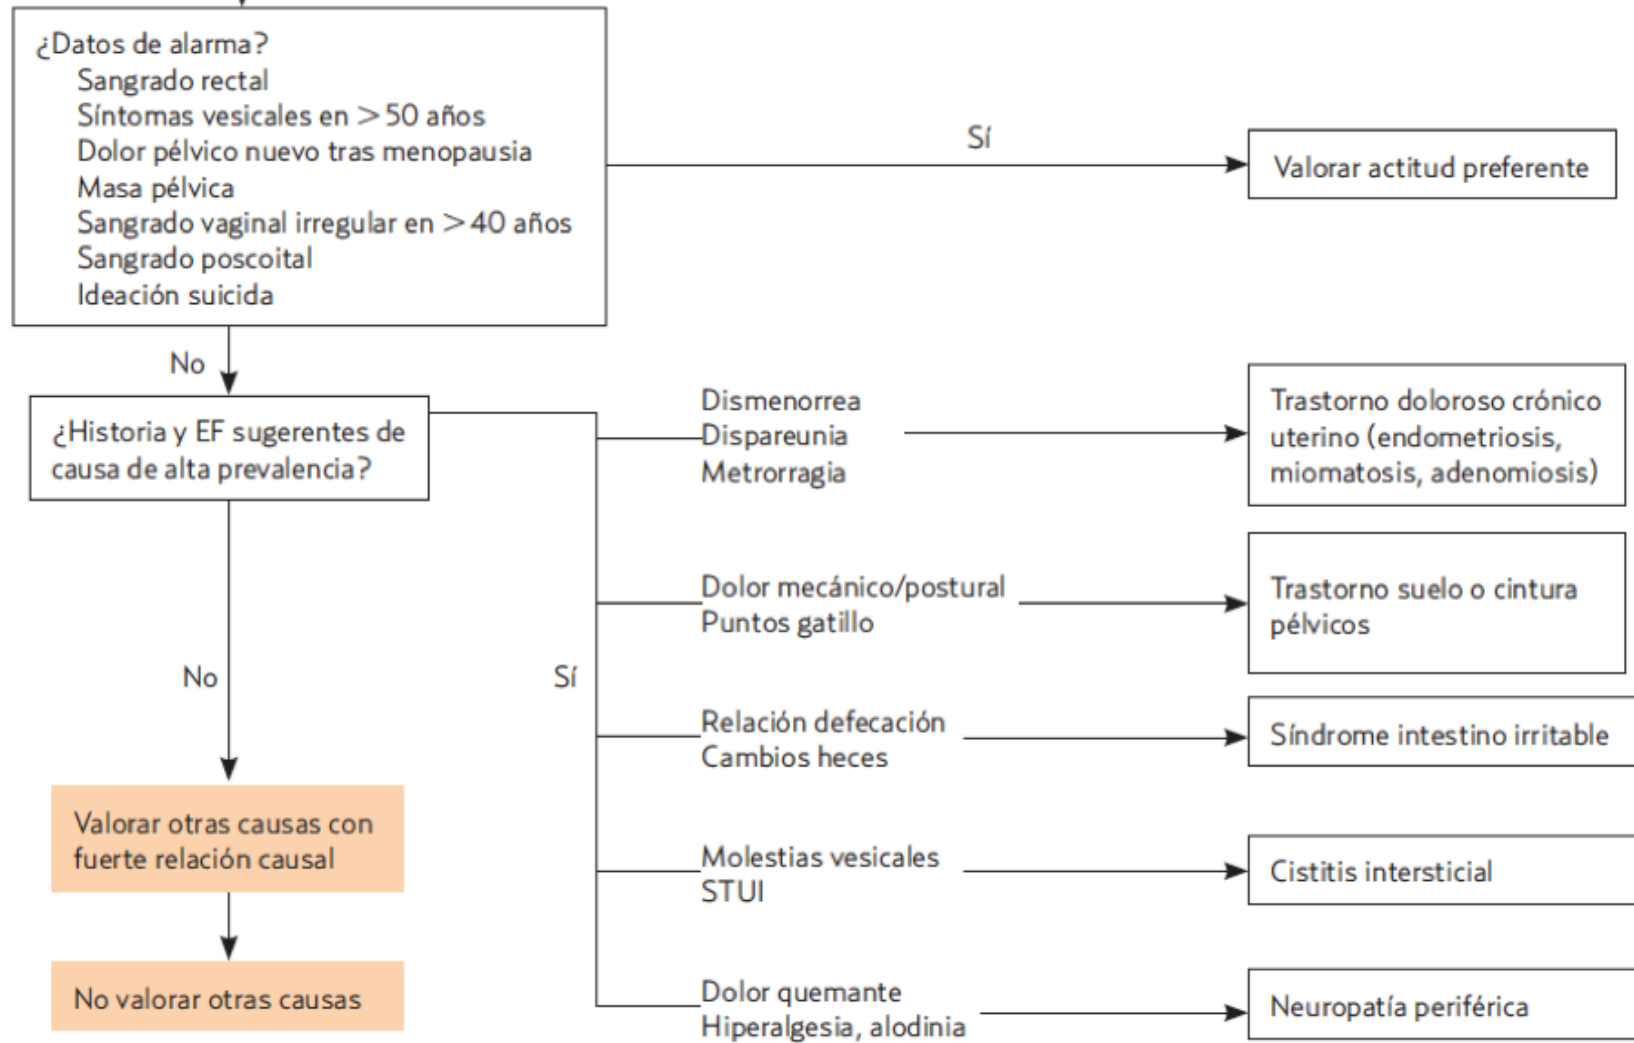 ¿Datos de alarma?
Sangrado rectal
Síntomas vesicales en >50 años
Dolor pélvico nuevo tras menopausia
Masa pélvica
Sangrado vaginal irregular en >40 años
Sangrado poscoital
Ideación suicida
Sí
Valorar actitud preferente
No
¿Historia y EF sugerentes de
causa de alta prevalencia?
Dismenorrea
Dispareunia
Metrorragia
Trastorno doloroso crónico
uterino (endometriosis,
miomatosis, adenomiosis)
Dolor mecánico/postural
Puntos gatillo
Trastorno suelo o cintura
pélvicos
No
Sí
Relación defecación
Cambios heces
Síndrome intestino irritable
Valorar otras causas con
fuerte relación causal
Molestias vesicales
STUI
Cistitis intersticial
No valorar otras causas
Dolor quemante
Hiperalgesia, alodinia
Neuropatía periférica